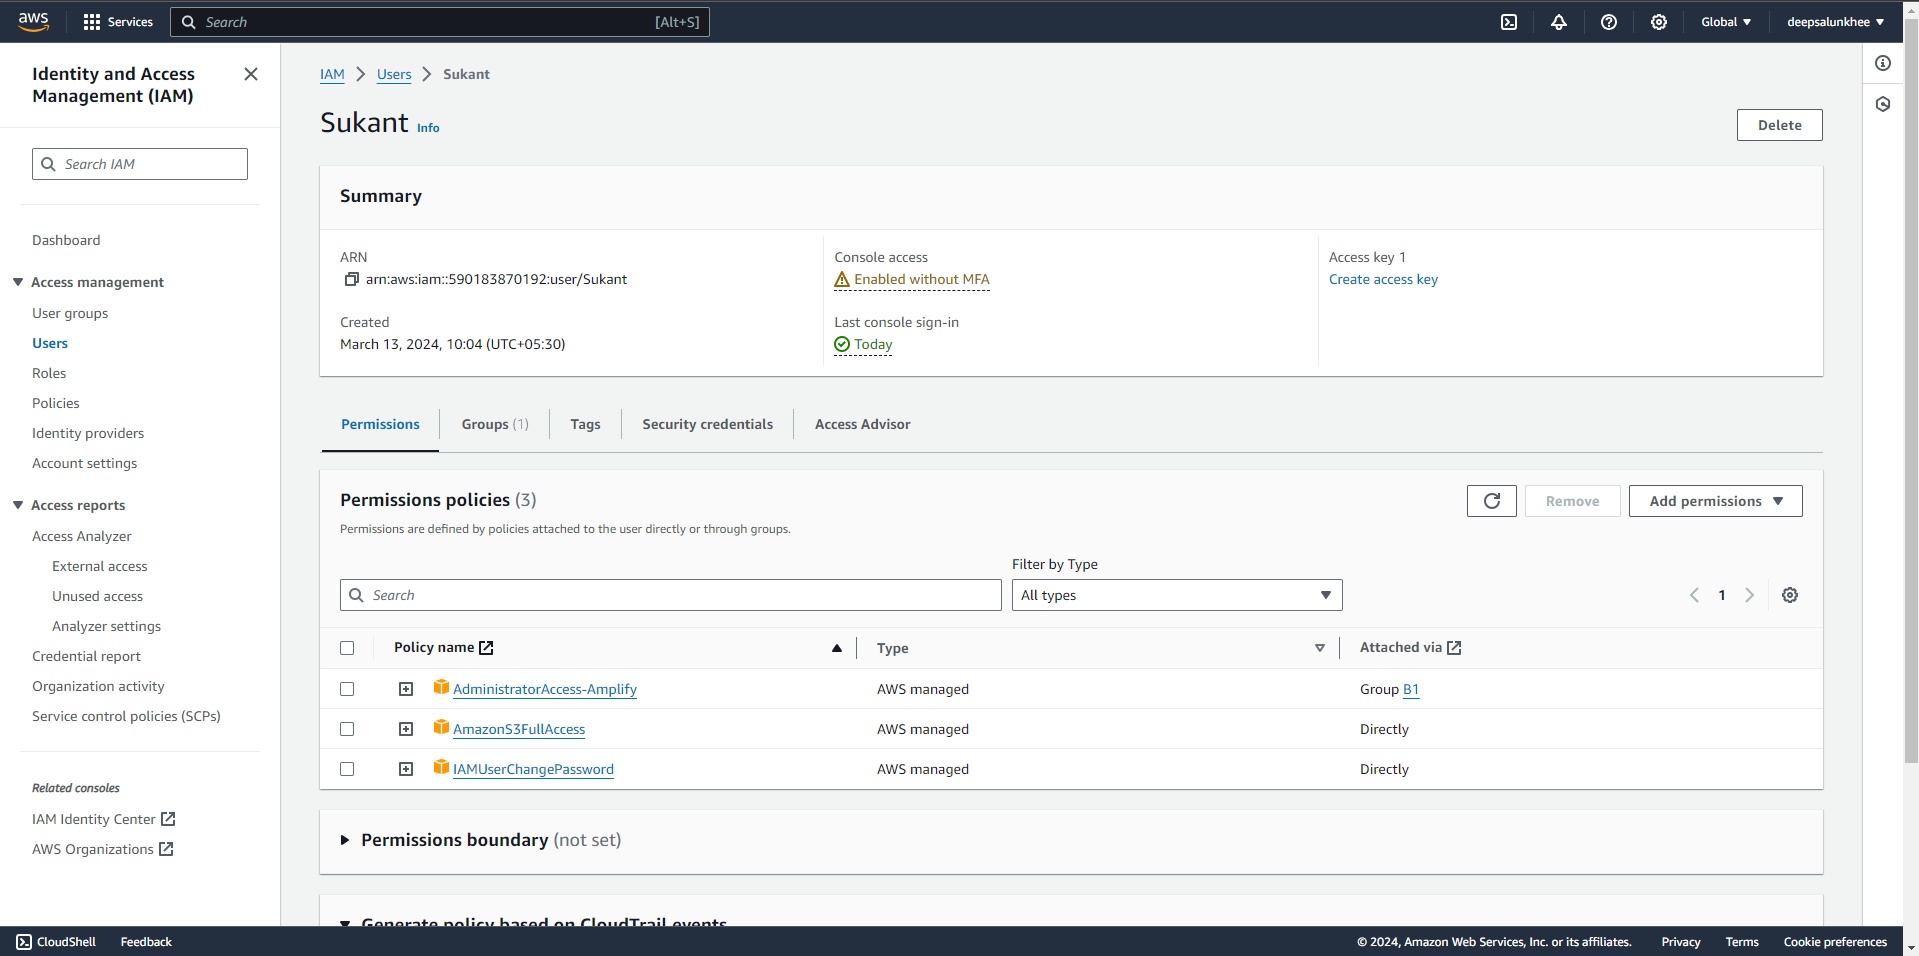 aws
Services
Search
[Alt+S]
Global
deepsalunkhee
Identity and Access
Management (IAM)
Search IAM
Dashboard
Access management
User groups
Users
Roles
Policies
Identity providers
Account settings
Access reports
Access Analyzer
External access
Unused access
Analyzer settings
Credential report
Organization activity
Service control policies (SCPs)
Related consoles
IAM Identity Center
AWS Organizations
IAM > Users > Sukant
Sukant Info
Delete
Summary
ARN
arn:aws:iam::590183870192:user/Sukant
Created
March 13, 2024, 10:04 (UTC+05:30)
Console access
Enabled without MFA
Last console sign-in
Today
Access key 1
Create access key
Permissions
Groups (1)
Tags
Security credentials
Access Advisor
Permissions policies (3)
Permissions are defined by policies attached to the user directly or through groups.
Remove
Add permissions
Filter by Type
Search
All types
1
Policy name
Type
Attached via
AdministratorAccess-Amplify
AWS managed
Group B1
AmazonS3FullAccess
AWS managed
Directly
IAMUserChangePassword
AWS managed
Directly
Permissions boundary (not set)
Generate policy based on CloudTrail events
CloudShell
Feedback
© 2024, Amazon Web Services, Inc. or its affiliates.
Privacy
Terms
Cookie preferences